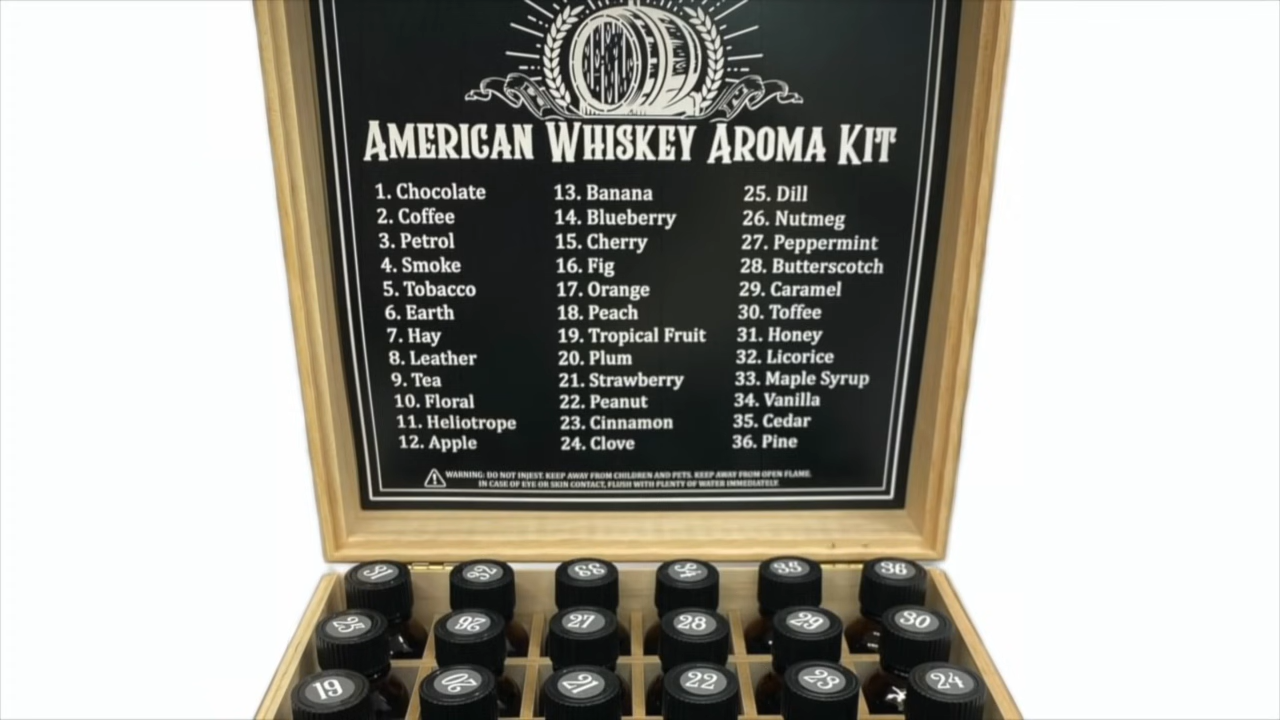 AMERICAN WHISKEY AROMA KIT
1. Chocolate
2. Coffee
3. Petrol
4. Smoke
5. Tobacco
6. Earth
7. Hay
8. Leather
9. Tea
10. Floral
11. Heliotrope
12. Apple
13. Banana
14. Blueberry
15. Cherry
16. Fig
17. Orange
18. Peach
19. Tropical Fruit
20. Plum
21. Strawberry
22. Peanut
23. Cinnamon
24. Clove
25. Dill
26. Nutmeg
27. Peppermint
28. Butterscotch
29. Caramel
30. Toffee
31. Honey
32. Licorice
33. Maple Syrup
34. Vanilla
35. Cedar
36. Pine
WARNING: DO NOT INJEST. KEEP AWAY FROM CHILDREN AND PETS. KEEP AWAY FROM OPEN FLAME.
IN CASE OF EYE OR SKIN CONTACT, FLUSH WITH PLENTY OF WATER IMMEDIATELY.
31 32 33 34 35 36
25 26 27 28 29 30
19 20 21 22 23 24